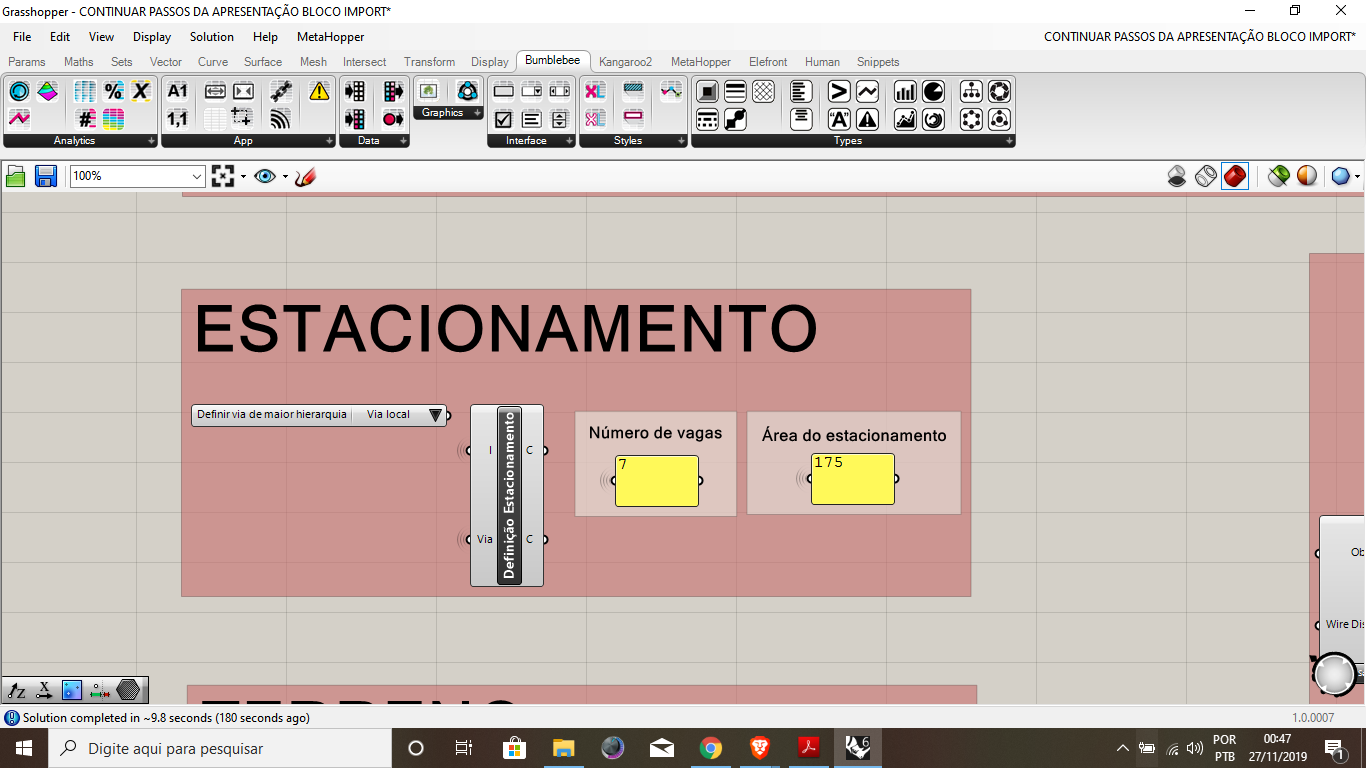 Grasshopper - CONTINUAR PASSOS DA APRESENTAÇÃO BLOCO IMPORT*
File Edit View Display Solution Help MetaHopper CONTINUAR PASSOS DA APRESENTAÇÃO BLOCO IMPORT*
Params Maths Sets Vector Curve Surface Mesh Intersect Transform Display Bumblebee Kangaroo2 MetaHopper Elefront Human Snippets
Analytics App Data Graphics Interface Styles Types
100%
ESTACIONAMENTO
Definir via de maior hierarquia Via local
Definição Estacionamento
I C
Via C
Número de vagas
7
Área do estacionamento
175
Ob
Wire Dis
Solution completed in ~9.8 seconds (180 seconds ago) 1.0.0007
Digite aqui para pesquisar
POR
PTB
00:47
27/11/2019